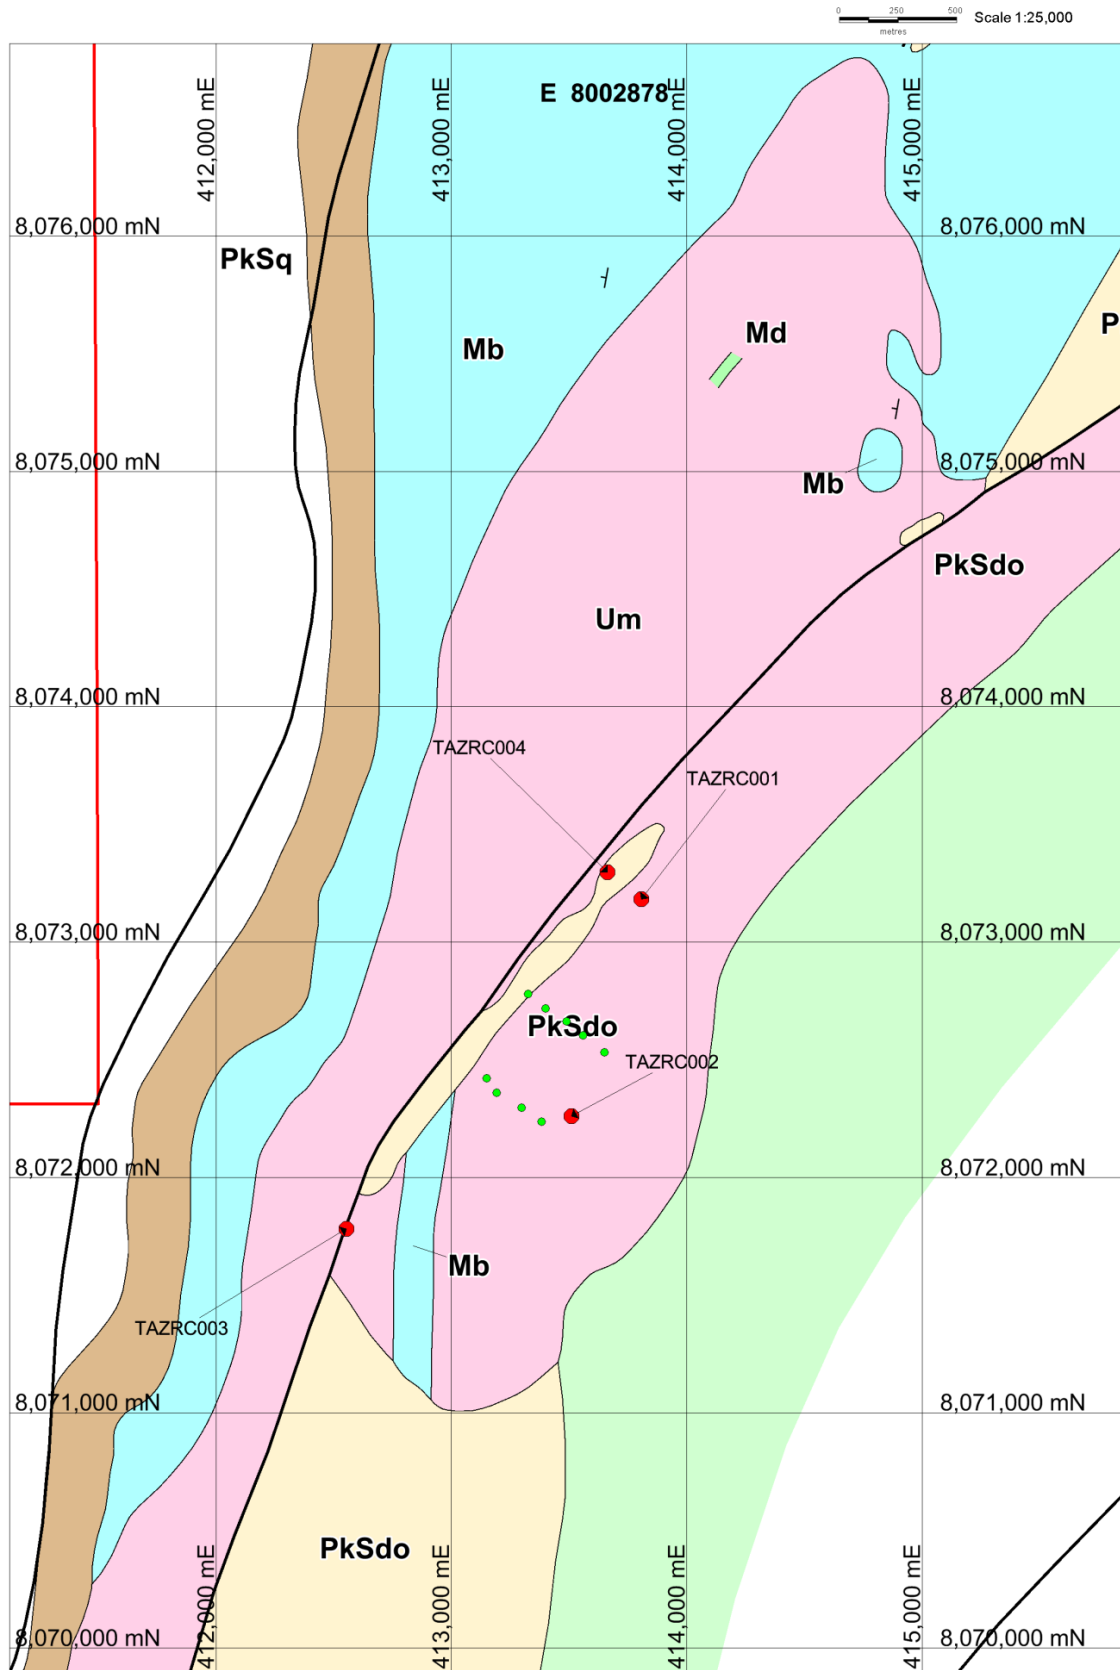 0 250 500
Scale 1:25,000
metres
E 8002878
412,000 mE
413,000 mE
414,000 mE
415,000 mE
8,076,000 mN
8,076,000 mN
PkSq
P
Md
Mb
8,075,000 mN
8,075,000 mN
Mb
PkSdo
Um
8,074,000 mN
8,074,000 mN
TAZRC004
TAZRC001
8,073,000 mN
8,073,000 mN
PkSdo
TAZRC002
8,072,000 mN
8,072,000 mN
Mb
TAZRC003
8,071,000 mN
8,071,000 mN
PkSdo
412,000 mE
413,000 mE
414,000 mE
415,000 mE
8,070,000 mN
8,070,000 mN